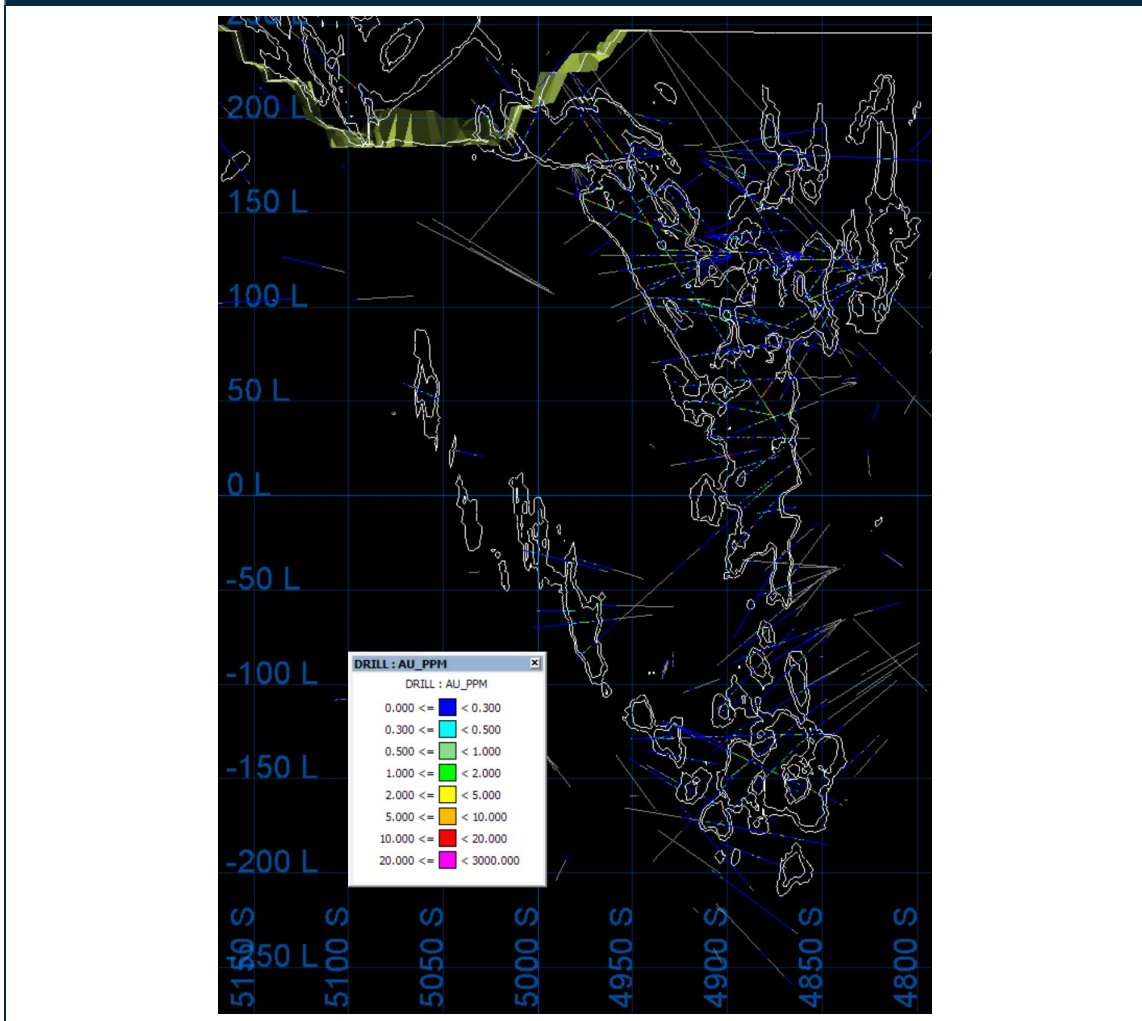 250 L
200 L
150 L
100 L
50 L
0 L
-50 L
-100 L
-150 L
-200 L
DRILL : AU_PPM
DRILL : AU_PPM
0.000 <= < 0.300
0.300 <= < 0.500
0.500 <= < 1.000
1.000 <= < 2.000
2.000 <= < 5.000
5.000 <= < 10.000
10.000 <= < 20.000
20.000 <= < 3000.000
5150 S
5100 S
5050 S
5000 S
4950 S
4900 S
4850 S
4800 S